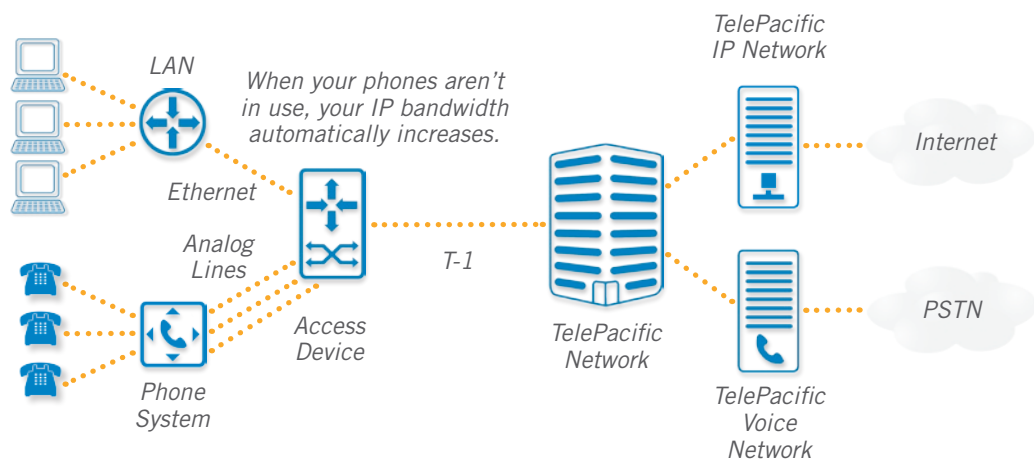 LAN
When your phones aren't
in use, your IP bandwidth
automatically increases.
TelePacific
IP Network
Internet
Ethernet
Analog
Lines
T-1
Access
Device
Phone
System
TelePacific
Network
PSTN
TelePacific
Voice
Network